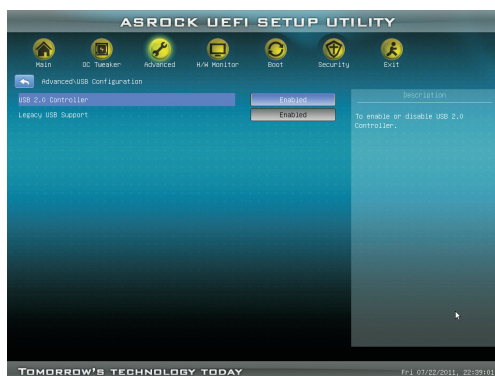 ASROCK UEFI SETUP UTILITY
Main OC Tweaker Advanced H/W Monitor Boot Security Exit
Advanced\USB Configuration
USB 2.0 Controller Enabled
Legacy USB Support Enabled
Description
To enable or disable USB 2.0
Controller.
TOMORROW'S TECHNOLOGY TODAY
Fri 07/22/2011, 22:39:01